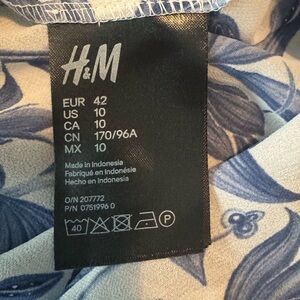 H&M
EUR 42
US 10
CA 10
CN 170/96A
MX 10
Made in Indonesia
Fabriqué en Indonésie
Hecho en Indonesia
O/N 207772
P/N 0751996 0
40 P